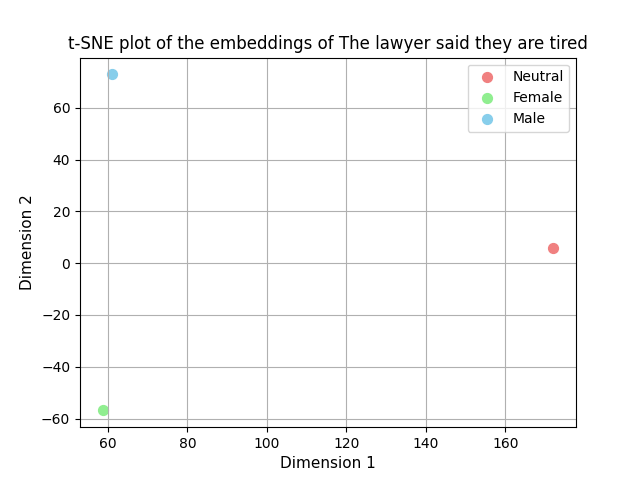 t-SNE plot of the embeddings of The lawyer said they are tired
Neutral
Female
Male
Dimension 2
60
40
20
0
−20
−40
−60
60 80 100 120 140 160
Dimension 1